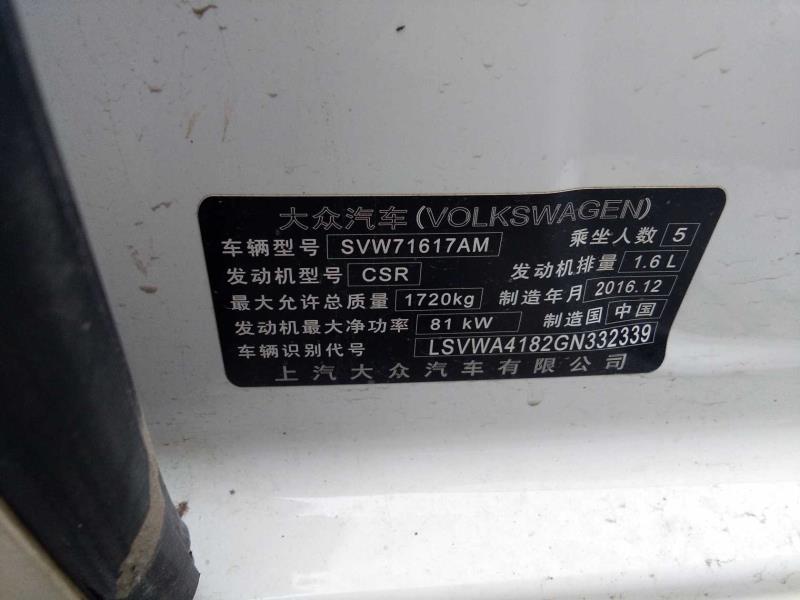 大众汽车(VOLKSWAGEN)
车辆型号 SVW71617AM 乘坐人数 5
发动机型号 CSR 发动机排量 1.6 L
最大允许总质量 1720kg 制造年月 2016.12
发动机最大净功率 81 kW 制造国 中国
车辆识别代号 LSVWA4182GN332339
上汽大众汽车有限公司